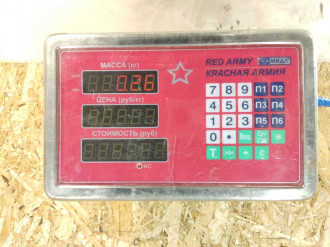 МАССА (кг)
RED ARMY МИДЛ
КРАСНАЯ АРМИЯ
0.26
ЦЕНА (руб/кг)
СТОИМОСТЬ (руб)
7 8 9 П1 П2
4 5 6 П3 П4
1 2 3 П5 П6
0
T